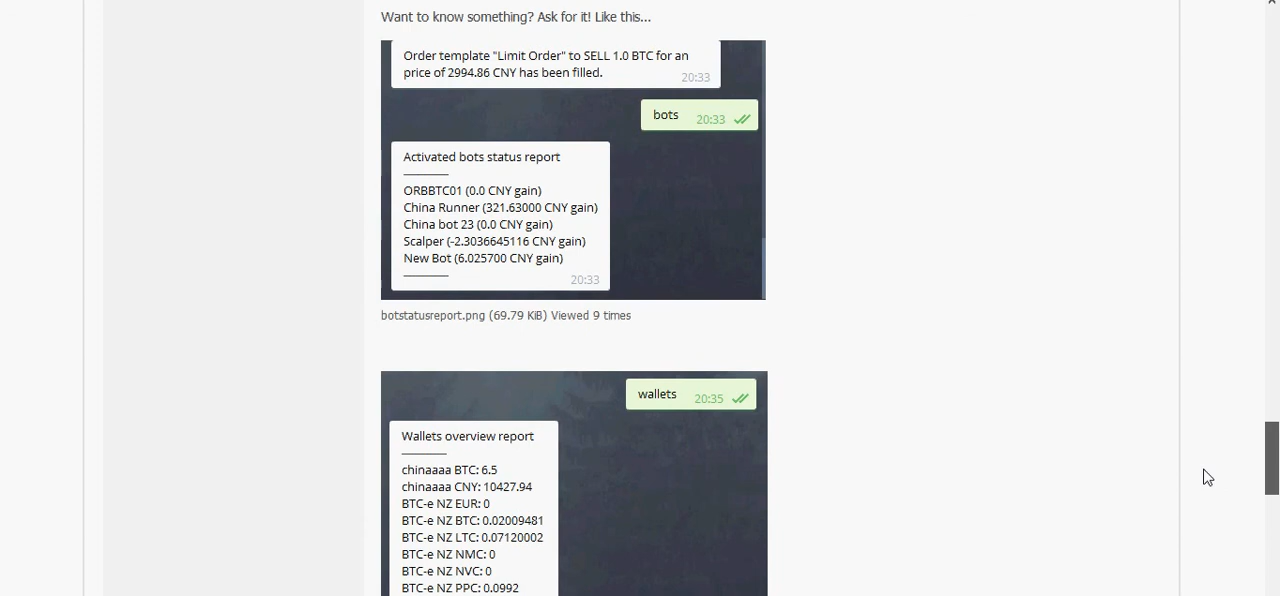 Want to know something? Ask for it! Like this...
Order template "Limit Order" to SELL 1.0 BTC for an
price of 2994.86 CNY has been filled.
20:33
bots 20:33
Activated bots status report
ORBBTC01 (0.0 CNY gain)
China Runner (321.63000 CNY gain)
China bot 23 (0.0 CNY gain)
Scalper (-2.3036645116 CNY gain)
New Bot (6.025700 CNY gain)
20:33
botstatusreport.png (69.79 KiB) Viewed 9 times
wallets 20:35
Wallets overview report
chinaaaa BTC: 6.5
chinaaaa CNY: 10427.94
BTC-e NZ EUR: 0
BTC-e NZ BTC: 0.02009481
BTC-e NZ LTC: 0.07120002
BTC-e NZ NMC: 0
BTC-e NZ NVC: 0
BTC-e NZ PPC: 0.0992